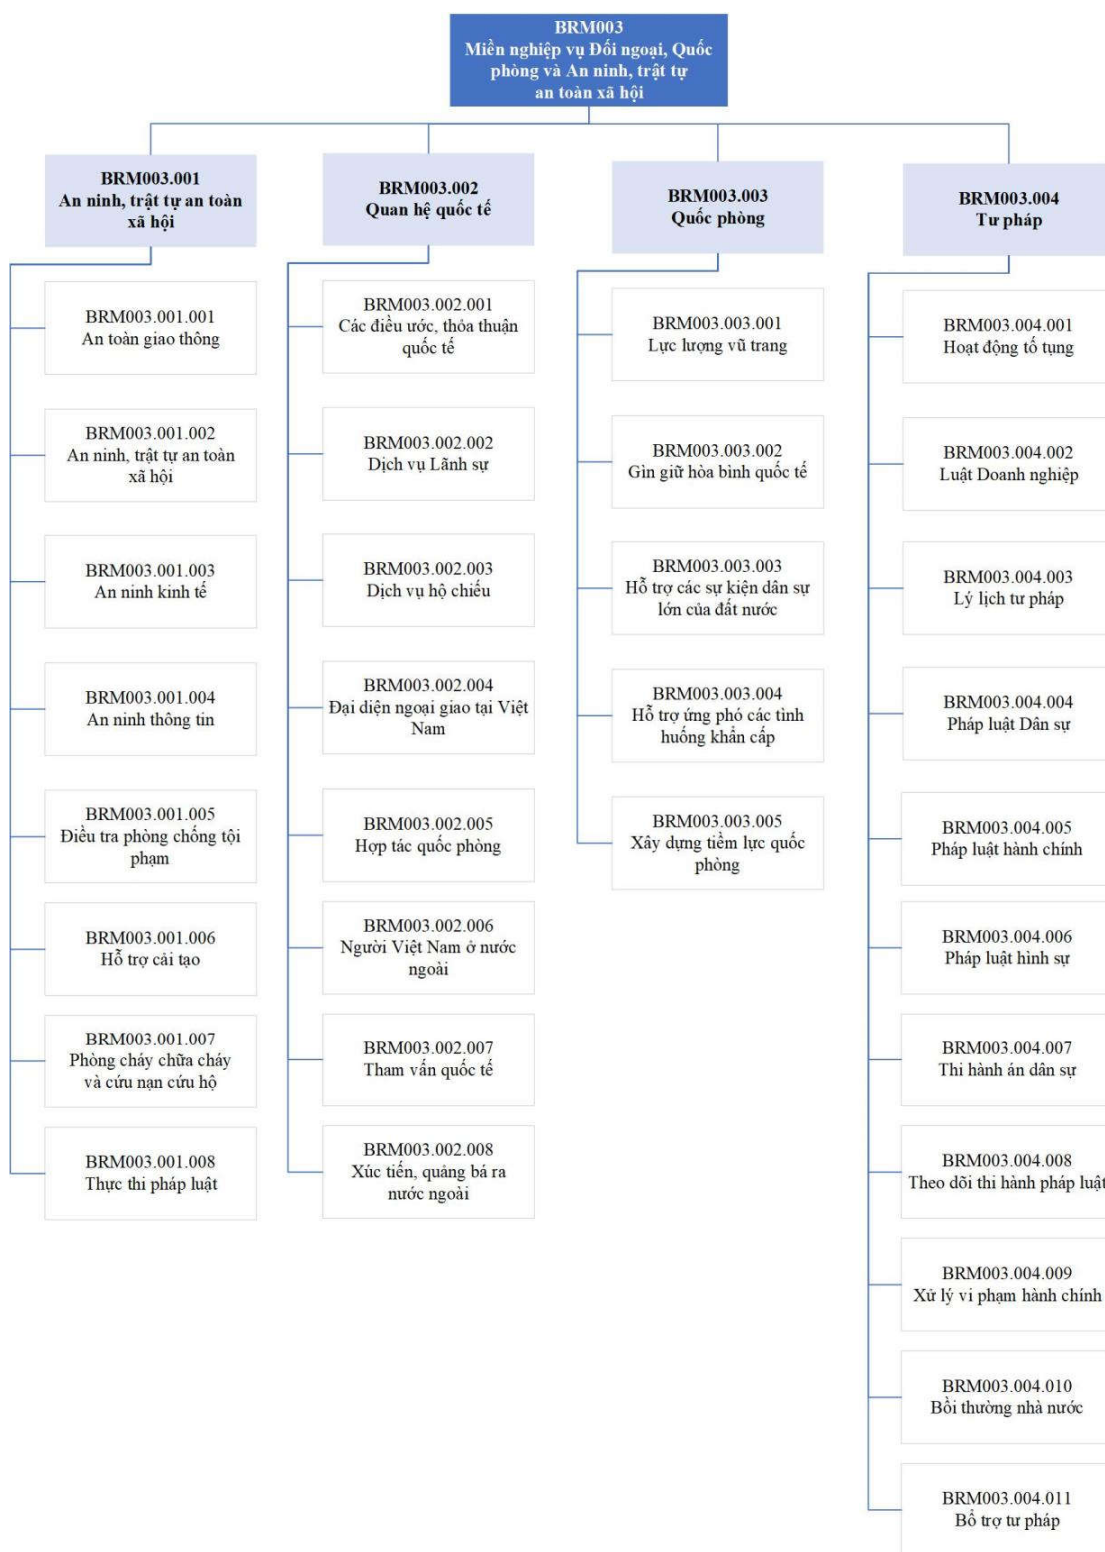 BRM003
Miền nghiệp vụ Đối ngoại, Quốc
phòng và An ninh, trật tự
an toàn xã hội
BRM003.001
An ninh, trật tự an toàn
xã hội
BRM003.001.001
An toàn giao thông
BRM003.001.002
An ninh, trật tự an toàn
xã hội
BRM003.001.003
An ninh kinh tế
BRM003.001.004
An ninh thông tin
BRM003.001.005
Điều tra phòng chống tội
phạm
BRM003.001.006
Hỗ trợ cải tạo
BRM003.001.007
Phòng cháy chữa cháy
và cứu nạn cứu hộ
BRM003.001.008
Thực thi pháp luật
BRM003.002
Quan hệ quốc tế
BRM003.002.001
Các điều ước, thỏa thuận
quốc tế
BRM003.002.002
Dịch vụ Lãnh sự
BRM003.002.003
Dịch vụ hộ chiếu
BRM003.002.004
Đại diện ngoại giao tại Việt
Nam
BRM003.002.005
Hợp tác quốc phòng
BRM003.002.006
Người Việt Nam ở nước
ngoài
BRM003.002.007
Tham vấn quốc tế
BRM003.002.008
Xúc tiến, quảng bá ra
nước ngoài
BRM003.003
Quốc phòng
BRM003.003.001
Lực lượng vũ trang
BRM003.003.002
Gìn giữ hòa bình quốc tế
BRM003.003.003
Hỗ trợ các sự kiện dân sự
lớn của đất nước
BRM003.003.004
Hỗ trợ ứng phó các tình
huống khẩn cấp
BRM003.003.005
Xây dựng tiềm lực quốc
phòng
BRM003.004
Tư pháp
BRM003.004.001
Hoạt động tố tụng
BRM003.004.002
Luật Doanh nghiệp
BRM003.004.003
Lý lịch tư pháp
BRM003.004.004
Pháp luật Dân sự
BRM003.004.005
Pháp luật hành chính
BRM003.004.006
Pháp luật hình sự
BRM003.004.007
Thi hành án dân sự
BRM003.004.008
Theo dõi thi hành pháp luật
BRM003.004.009
Xử lý vi phạm hành chính
BRM003.004.010
Bồi thường nhà nước
BRM003.004.011
Bổ trợ tư pháp